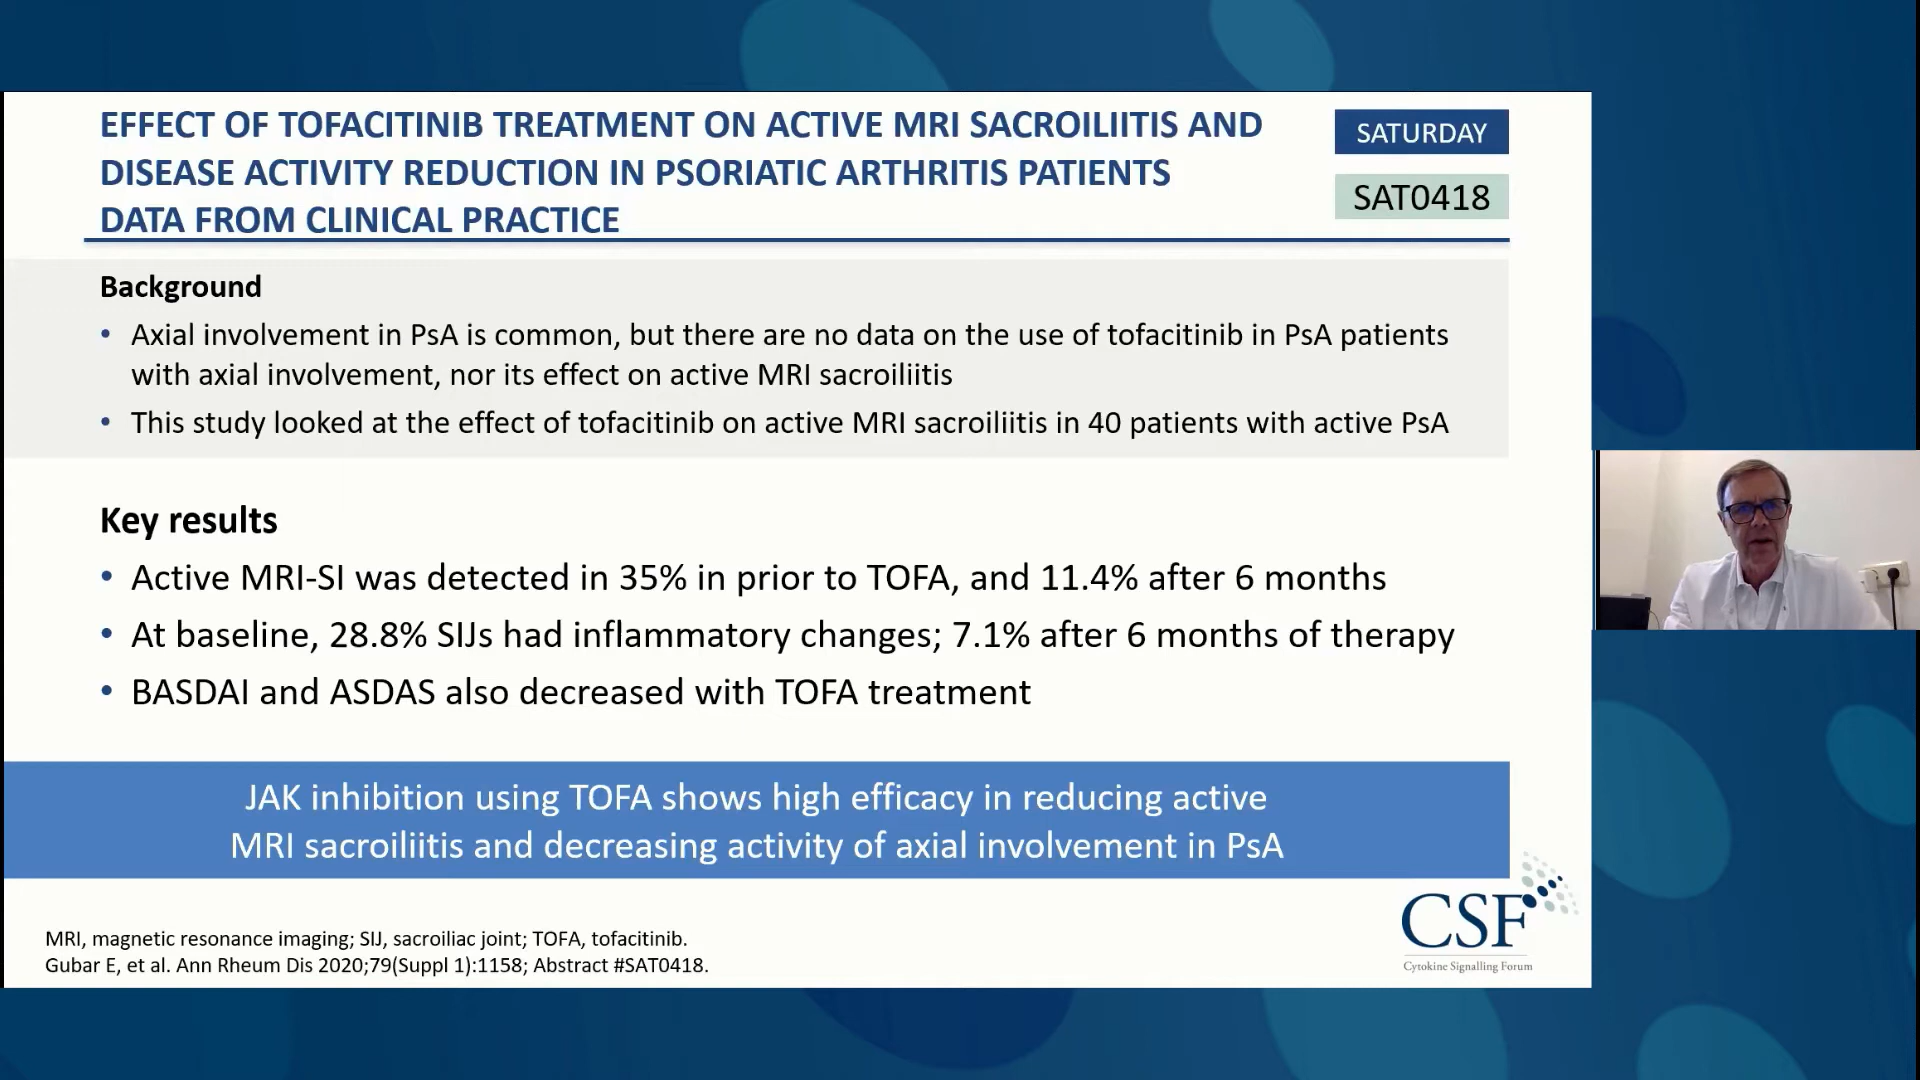 EFFECT OF TOFACITINIB TREATMENT ON ACTIVE MRI SACROILIITIS AND
DISEASE ACTIVITY REDUCTION IN PSORIATIC ARTHRITIS PATIENTS
DATA FROM CLINICAL PRACTICE
SATURDAY
SAT0418
Background
• Axial involvement in PsA is common, but there are no data on the use of tofacitinib in PsA patients
with axial involvement, nor its effect on active MRI sacroiliitis
• This study looked at the effect of tofacitinib on active MRI sacroiliitis in 40 patients with active PsA
Key results
• Active MRI-SI was detected in 35% in prior to TOFA, and 11.4% after 6 months
• At baseline, 28.8% SIJs had inflammatory changes; 7.1% after 6 months of therapy
• BASDAI and ASDAS also decreased with TOFA treatment
JAK inhibition using TOFA shows high efficacy in reducing active
MRI sacroiliitis and decreasing activity of axial involvement in PsA
MRI, magnetic resonance imaging; SIJ, sacroiliac joint; TOFA, tofacitinib.
Gubar E, et al. Ann Rheum Dis 2020;79(Suppl 1):1158; Abstract #SAT0418.
CSF
Cytokine Signalling Forum